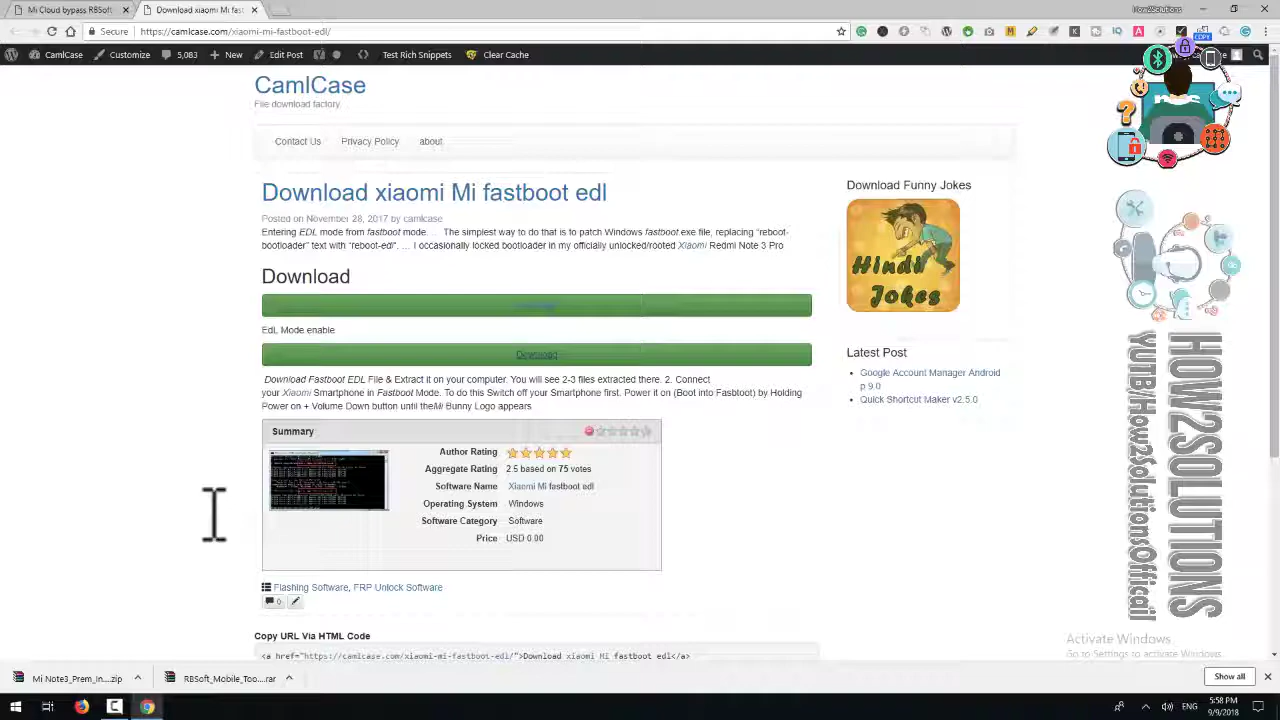 Mi Cloud bypass RBSoft
Download xiaomi Mi fast
How2Solutions
Secure
https://camlcase.com/xiaomi-mi-fastboot-edl/
COPY
CamlCase
Customize
5,083
New
Edit Post
Test Rich Snippets
Clear Cache
CamlCase
File download factory.
Contact Us
Privacy Policy
about
Download xiaomi Mi fastboot edl
Posted on November 28, 2017 by camlcase
Entering EDL mode from fastboot mode. ... The simplest way to do that is to patch Windows fastboot exe file, replacing "reboot-
bootloader" text with "reboot-edl". ... I occasionally locked bootloader in my officially unlocked/rooted Xiaomi Redmi Note 3 Pro
Download
EdL Mode enable
Download
Download Fastboot EDL File & Extract it on your computer. You will see 2-3 files extracted there. 2. Connect
your Xiaomi Smartphone in Fastboot Mode. To do this Switch off your Smartphone first. Power it on (Boot into Fasbtoot) by Holding
Power on + Volume Down button until theMi Bunny Logo appears
Summary
Author Rating
Aggregate Rating 2.5 based on 75 votes
Software Name Xiaomi Mi fastboot edl
Operating System Windows
Software Category Software
Price USD 0.00
Flashing Software, FRP Unlock Software
0
Copy URL Via HTML Code
<a href="https://camlcase.com/xiaomi-mi-fastboot-edl/">Download xiaomi Mi fastboot edl</a>
Download Funny Jokes
Hindi
Jokes
Latest Post
Google Account Manager Android
p 9.0
Quick Shortcut Maker v2.5.0
YUTB/How2SolutionsOfficail
HOW2SOLUTIONS
Activate Windows
Go to Settings to activate Windows.
Mi Note3_Prem_in....zip
RBSoft_Mobile_Too....rar
Show all
ENG
5:58 PM
9/9/2018